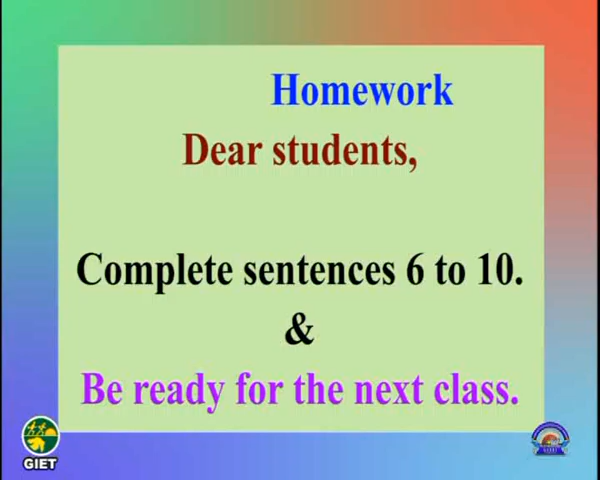 Homework
Dear students,
Complete sentences 6 to 10.
&
Be ready for the next class.
GIET